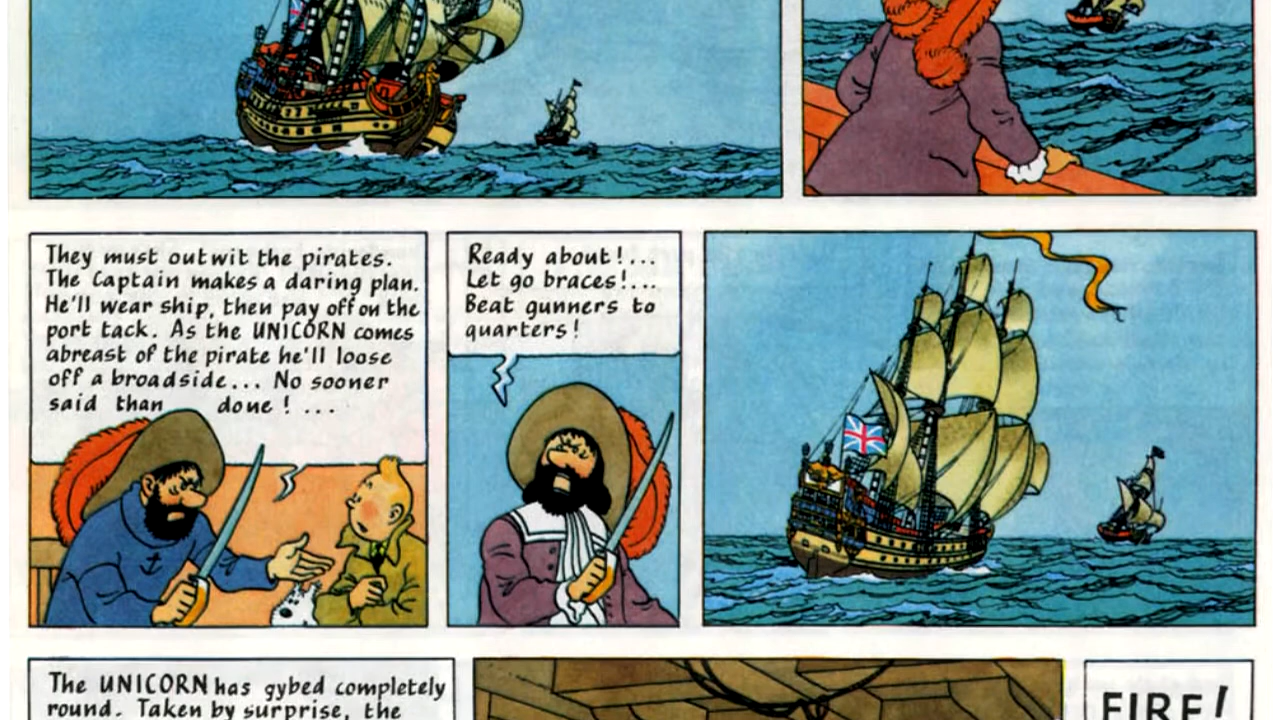 They must outwit the pirates.
The Captain makes a daring plan.
He'll wear ship, then pay off on the
port tack. As the UNICORN comes
abreast of the pirate he'll loose
off a broadside... No sooner
said than done! ...
Ready about!...
Let go braces!...
Beat gunners to
quarters!
The UNICORN has gybed completely
round. Taken by surprise, the
FIRE!